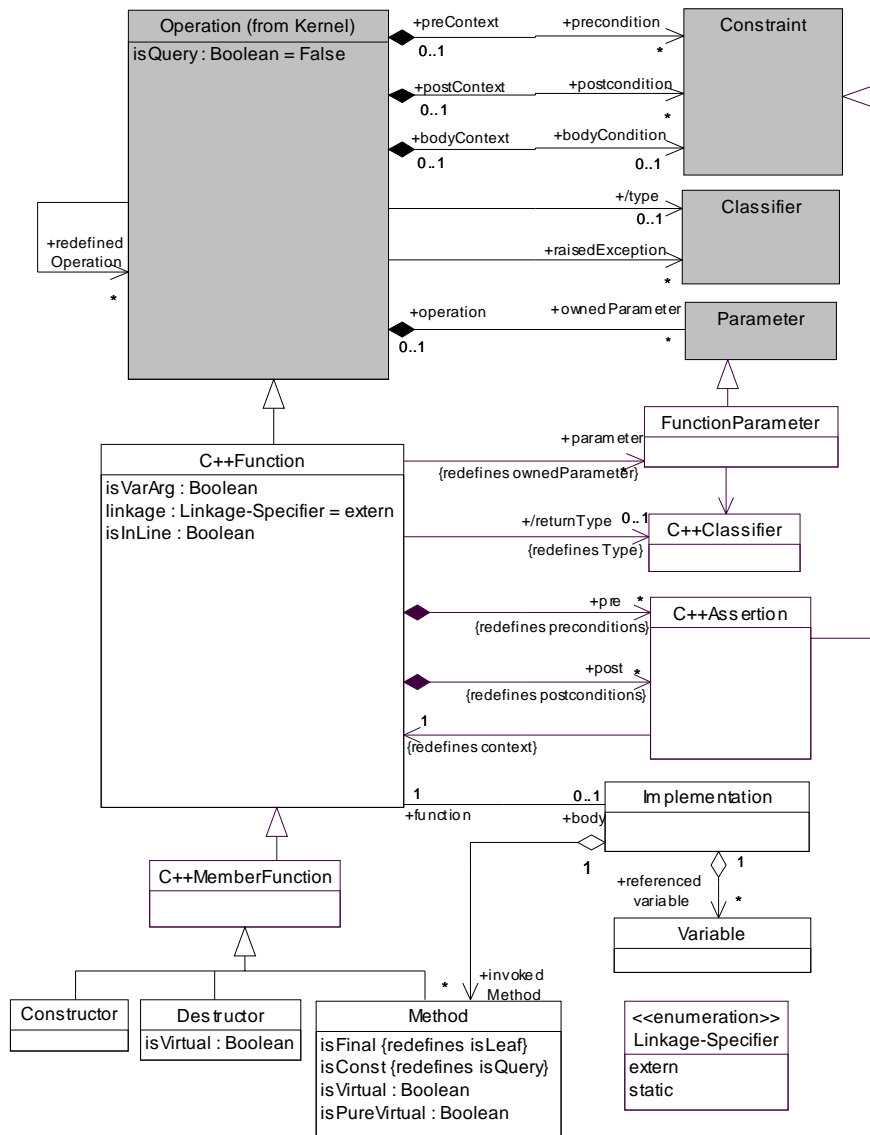 Operation (from Kernel)
isQuery : Boolean = False
+preContext
0..1
+precondition
*
Constraint
+postContext
0..1
+postcondition
*
+bodyContext
0..1
+bodyCondition
0..1
+/type
0..1
Classifier
+redefined
Operation
*
+raisedException
*
+operation
0..1
+ownedParameter
*
Parameter
C++Function
isVarArg : Boolean
linkage : Linkage-Specifier = extern
isInLine : Boolean
+parameter
{redefines ownedParameter}
*
FunctionParameter
+/returnType
0..1
{redefines Type}
C++Classifier
+pre
*
{redefines preconditions}
C++Assertion
+post
*
{redefines postconditions}
1
{redefines context}
1
+function
0..1
+body
Implementation
1
1
+referenced
variable
*
Variable
C++MemberFunction
*
+invoked
Method
Constructor
Destructor
isVirtual : Boolean
Method
isFinal {redefines isLeaf}
isConst {redefines isQuery}
isVirtual : Boolean
isPureVirtual : Boolean
<<enumeration>>
Linkage-Specifier
extern
static